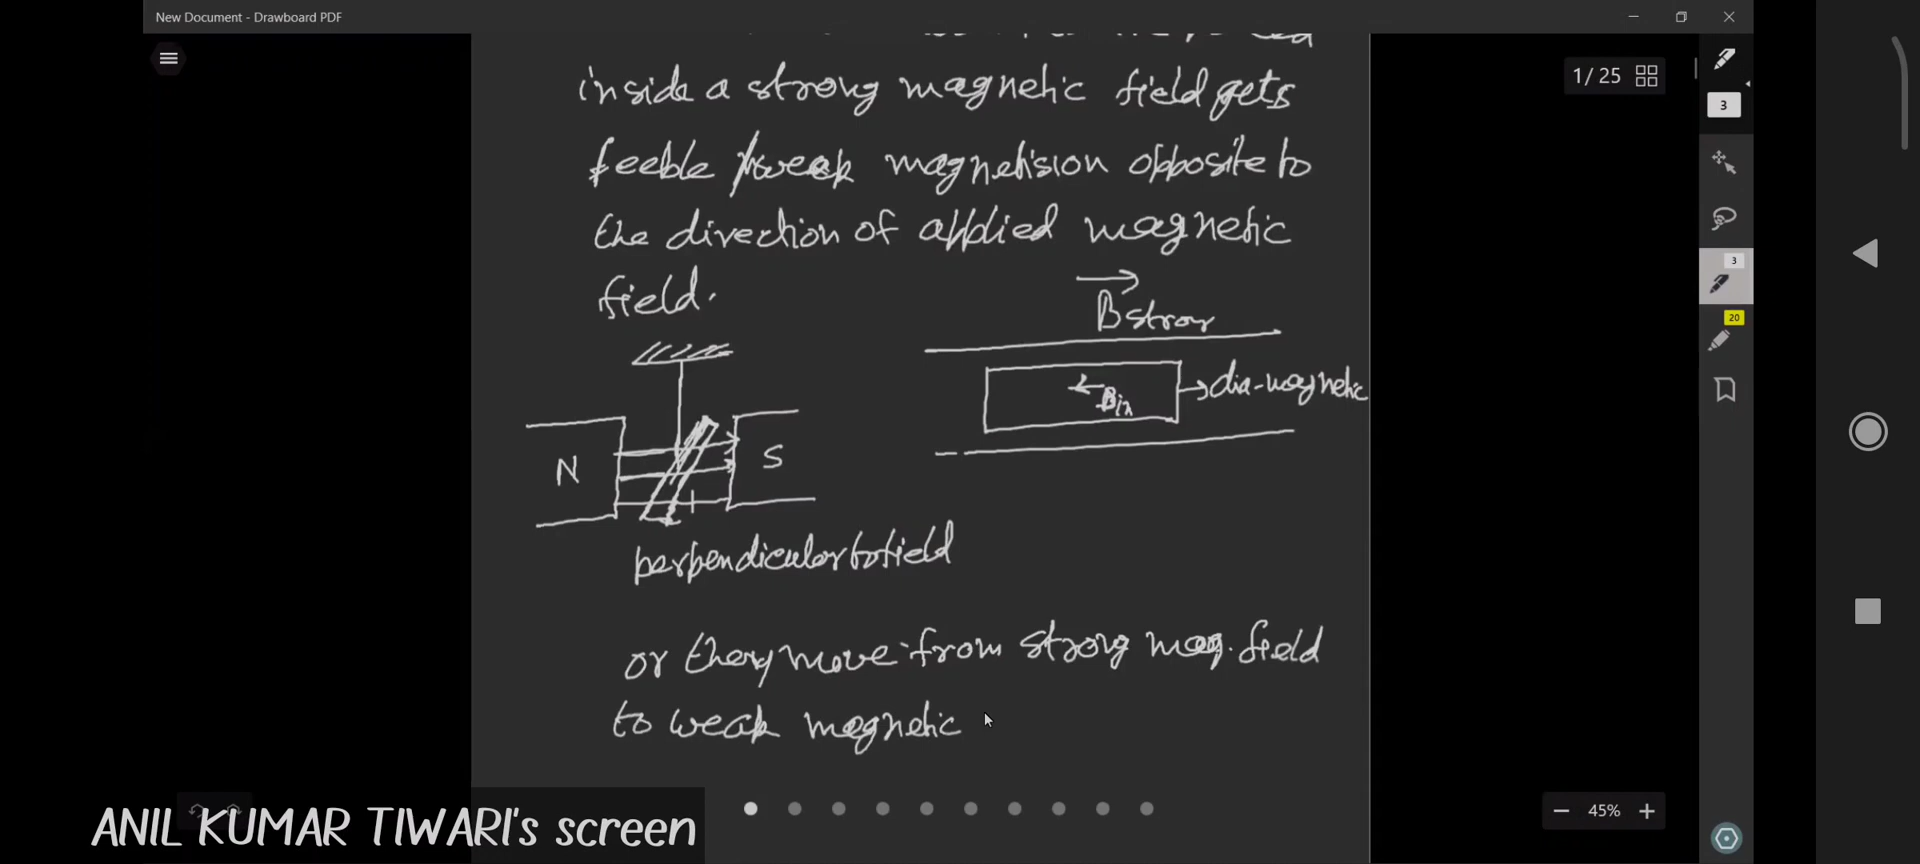 New Document - Drawboard PDF
1/ 25
3
inside a strong magnetic field gets
feeble /weak magnetision opposite to
the direction of applied magnetic
field.
3
20
B strong
Bin
dia-magnetic
N
S
perpendicular to field
or they move from strong mag. field
to weak magnetic
ANIL KUMAR TIWARI's screen
45%